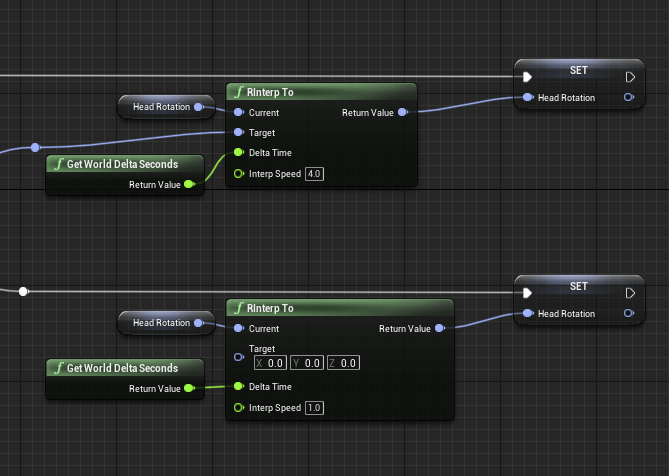 SET
f RInterp To
Head Rotation
Current
Return Value
Head Rotation
Target
Delta Time
f Get World Delta Seconds
Return Value
Interp Speed 4.0
SET
f RInterp To
Head Rotation
Current
Return Value
Head Rotation
Target
X 0.0 Y 0.0 Z 0.0
f Get World Delta Seconds
Return Value
Delta Time
Interp Speed 1.0